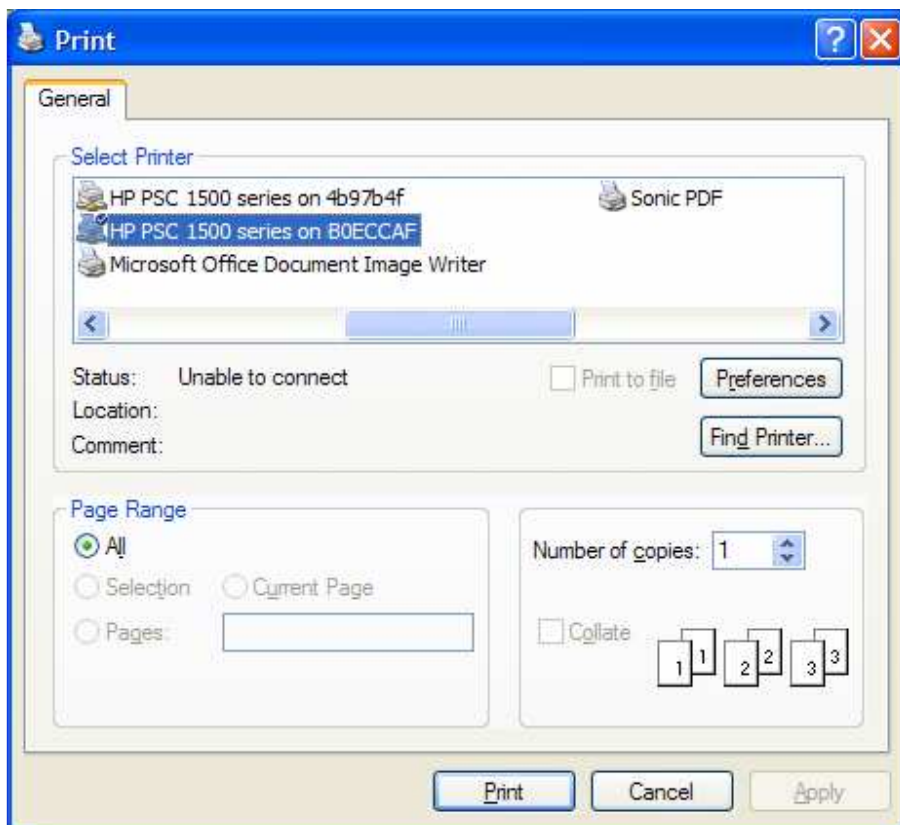 Print
General
Select Printer
HP PSC 1500 series on 4b97b4f
Sonic PDF
HP PSC 1500 series on B0ECCAF
Microsoft Office Document Image Writer
Status: Unable to connect
Print to file
Preferences
Location:
Comment:
Find Printer...
Page Range
All
Selection
Current Page
Pages:
Number of copies: 1
Collate
1 1 2 2 3 3
Print
Cancel
Apply